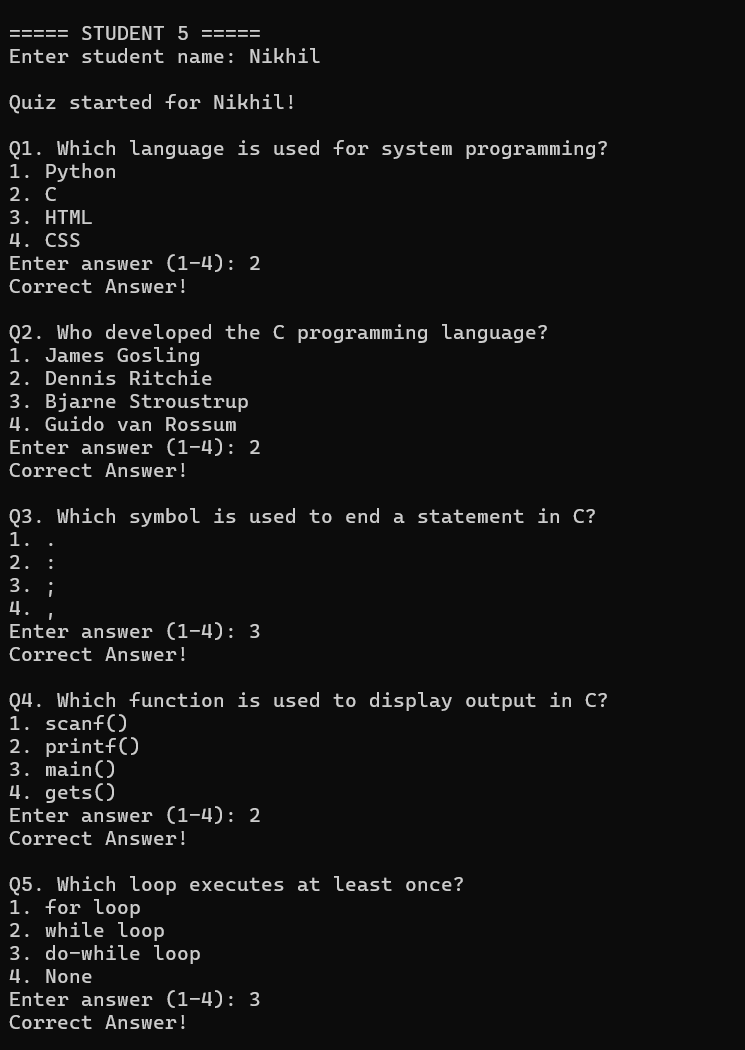 ===== STUDENT 5 =====
Enter student name: Nikhil
Quiz started for Nikhil!
Q1. Which language is used for system programming?
1. Python
2. C
3. HTML
4. CSS
Enter answer (1-4): 2
Correct Answer!
Q2. Who developed the C programming language?
1. James Gosling
2. Dennis Ritchie
3. Bjarne Stroustrup
4. Guido van Rossum
Enter answer (1-4): 2
Correct Answer!
Q3. Which symbol is used to end a statement in C?
1. .
2. :
3. ;
4. ,
Enter answer (1-4): 3
Correct Answer!
Q4. Which function is used to display output in C?
1. scanf()
2. printf()
3. main()
4. gets()
Enter answer (1-4): 2
Correct Answer!
Q5. Which loop executes at least once?
1. for loop
2. while loop
3. do-while loop
4. None
Enter answer (1-4): 3
Correct Answer!